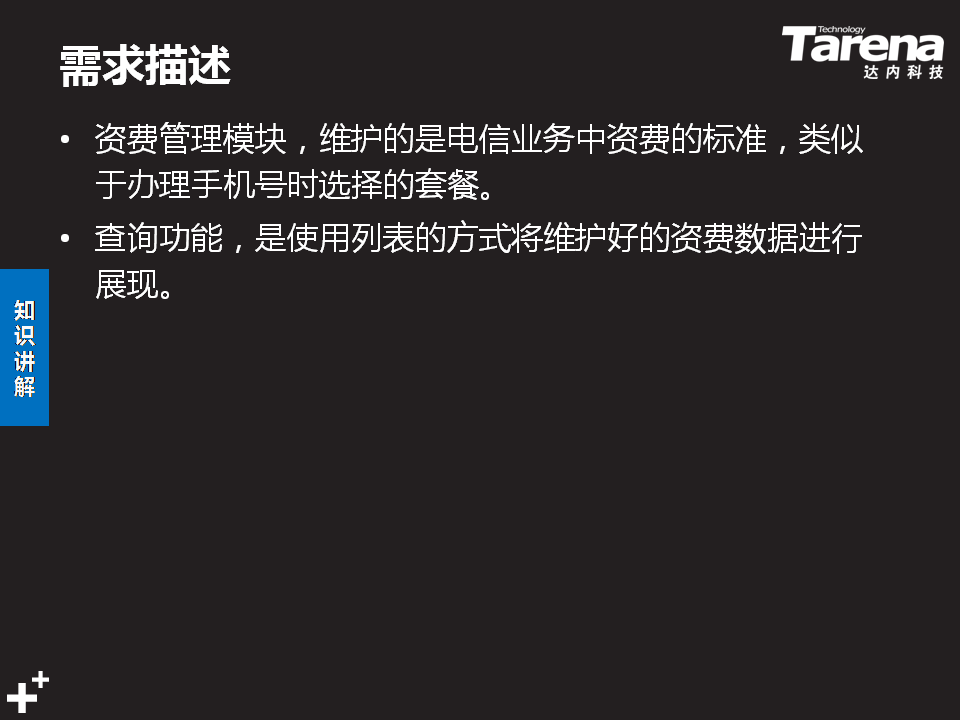 需求描述
Technology
Tarena
达内科技
• 资费管理模块，维护的是电信业务中资费的标准，类似
于办理手机号时选择的套餐。
• 查询功能，是使用列表的方式将维护好的资费数据进行
展现。
知
识
讲
解